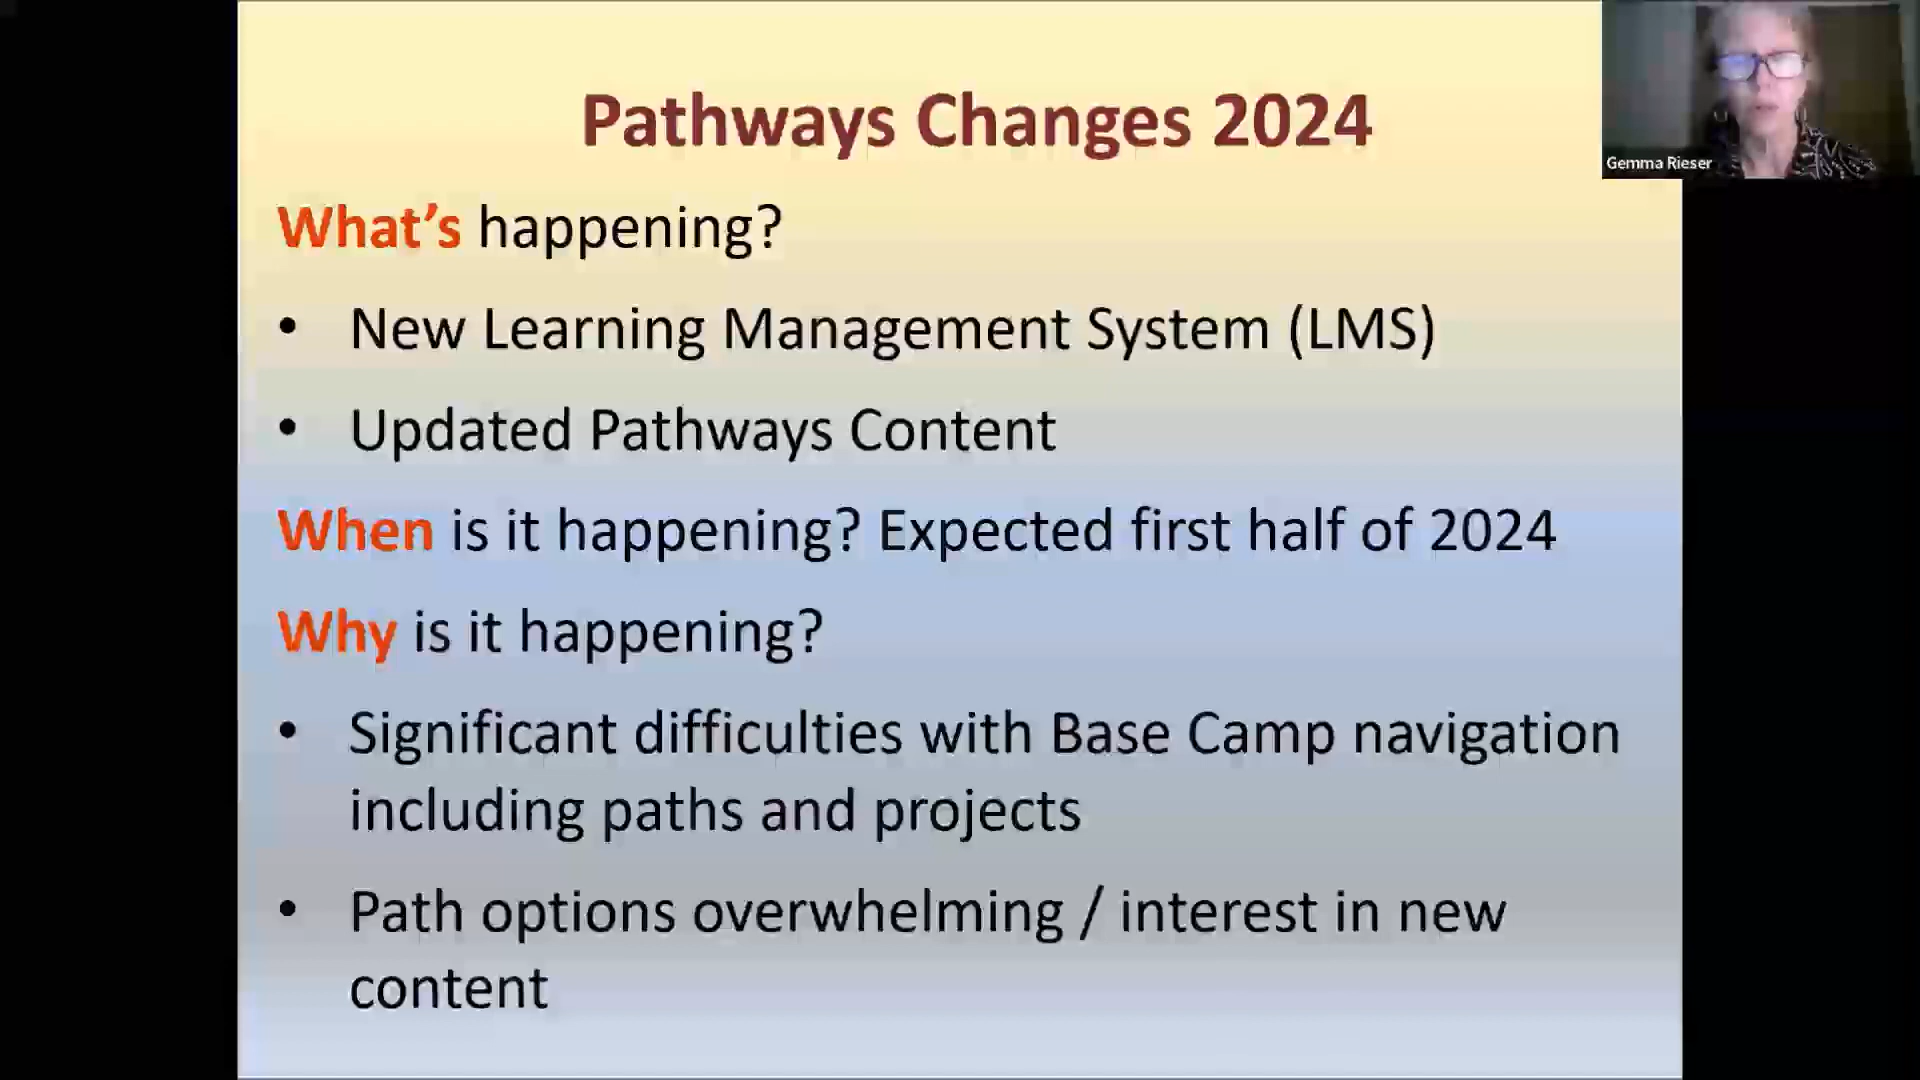 Pathways Changes 2024
Gemma Rieser
What's happening?
• New Learning Management System (LMS)
• Updated Pathways Content
When is it happening? Expected first half of 2024
Why is it happening?
• Significant difficulties with Base Camp navigation
including paths and projects
• Path options overwhelming / interest in new
content